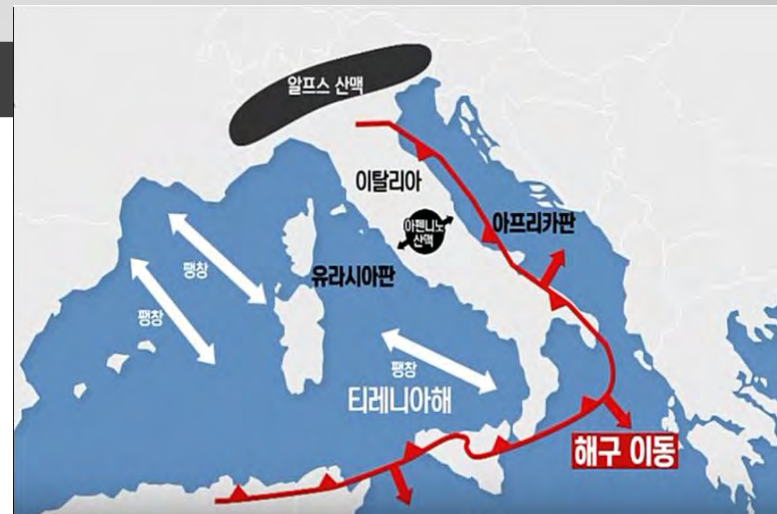 알프스 산맥
이탈리아
아펜니노
산맥
아프리카판
팽창
유라시아판
팽창
팽창
티레니아해
해구 이동